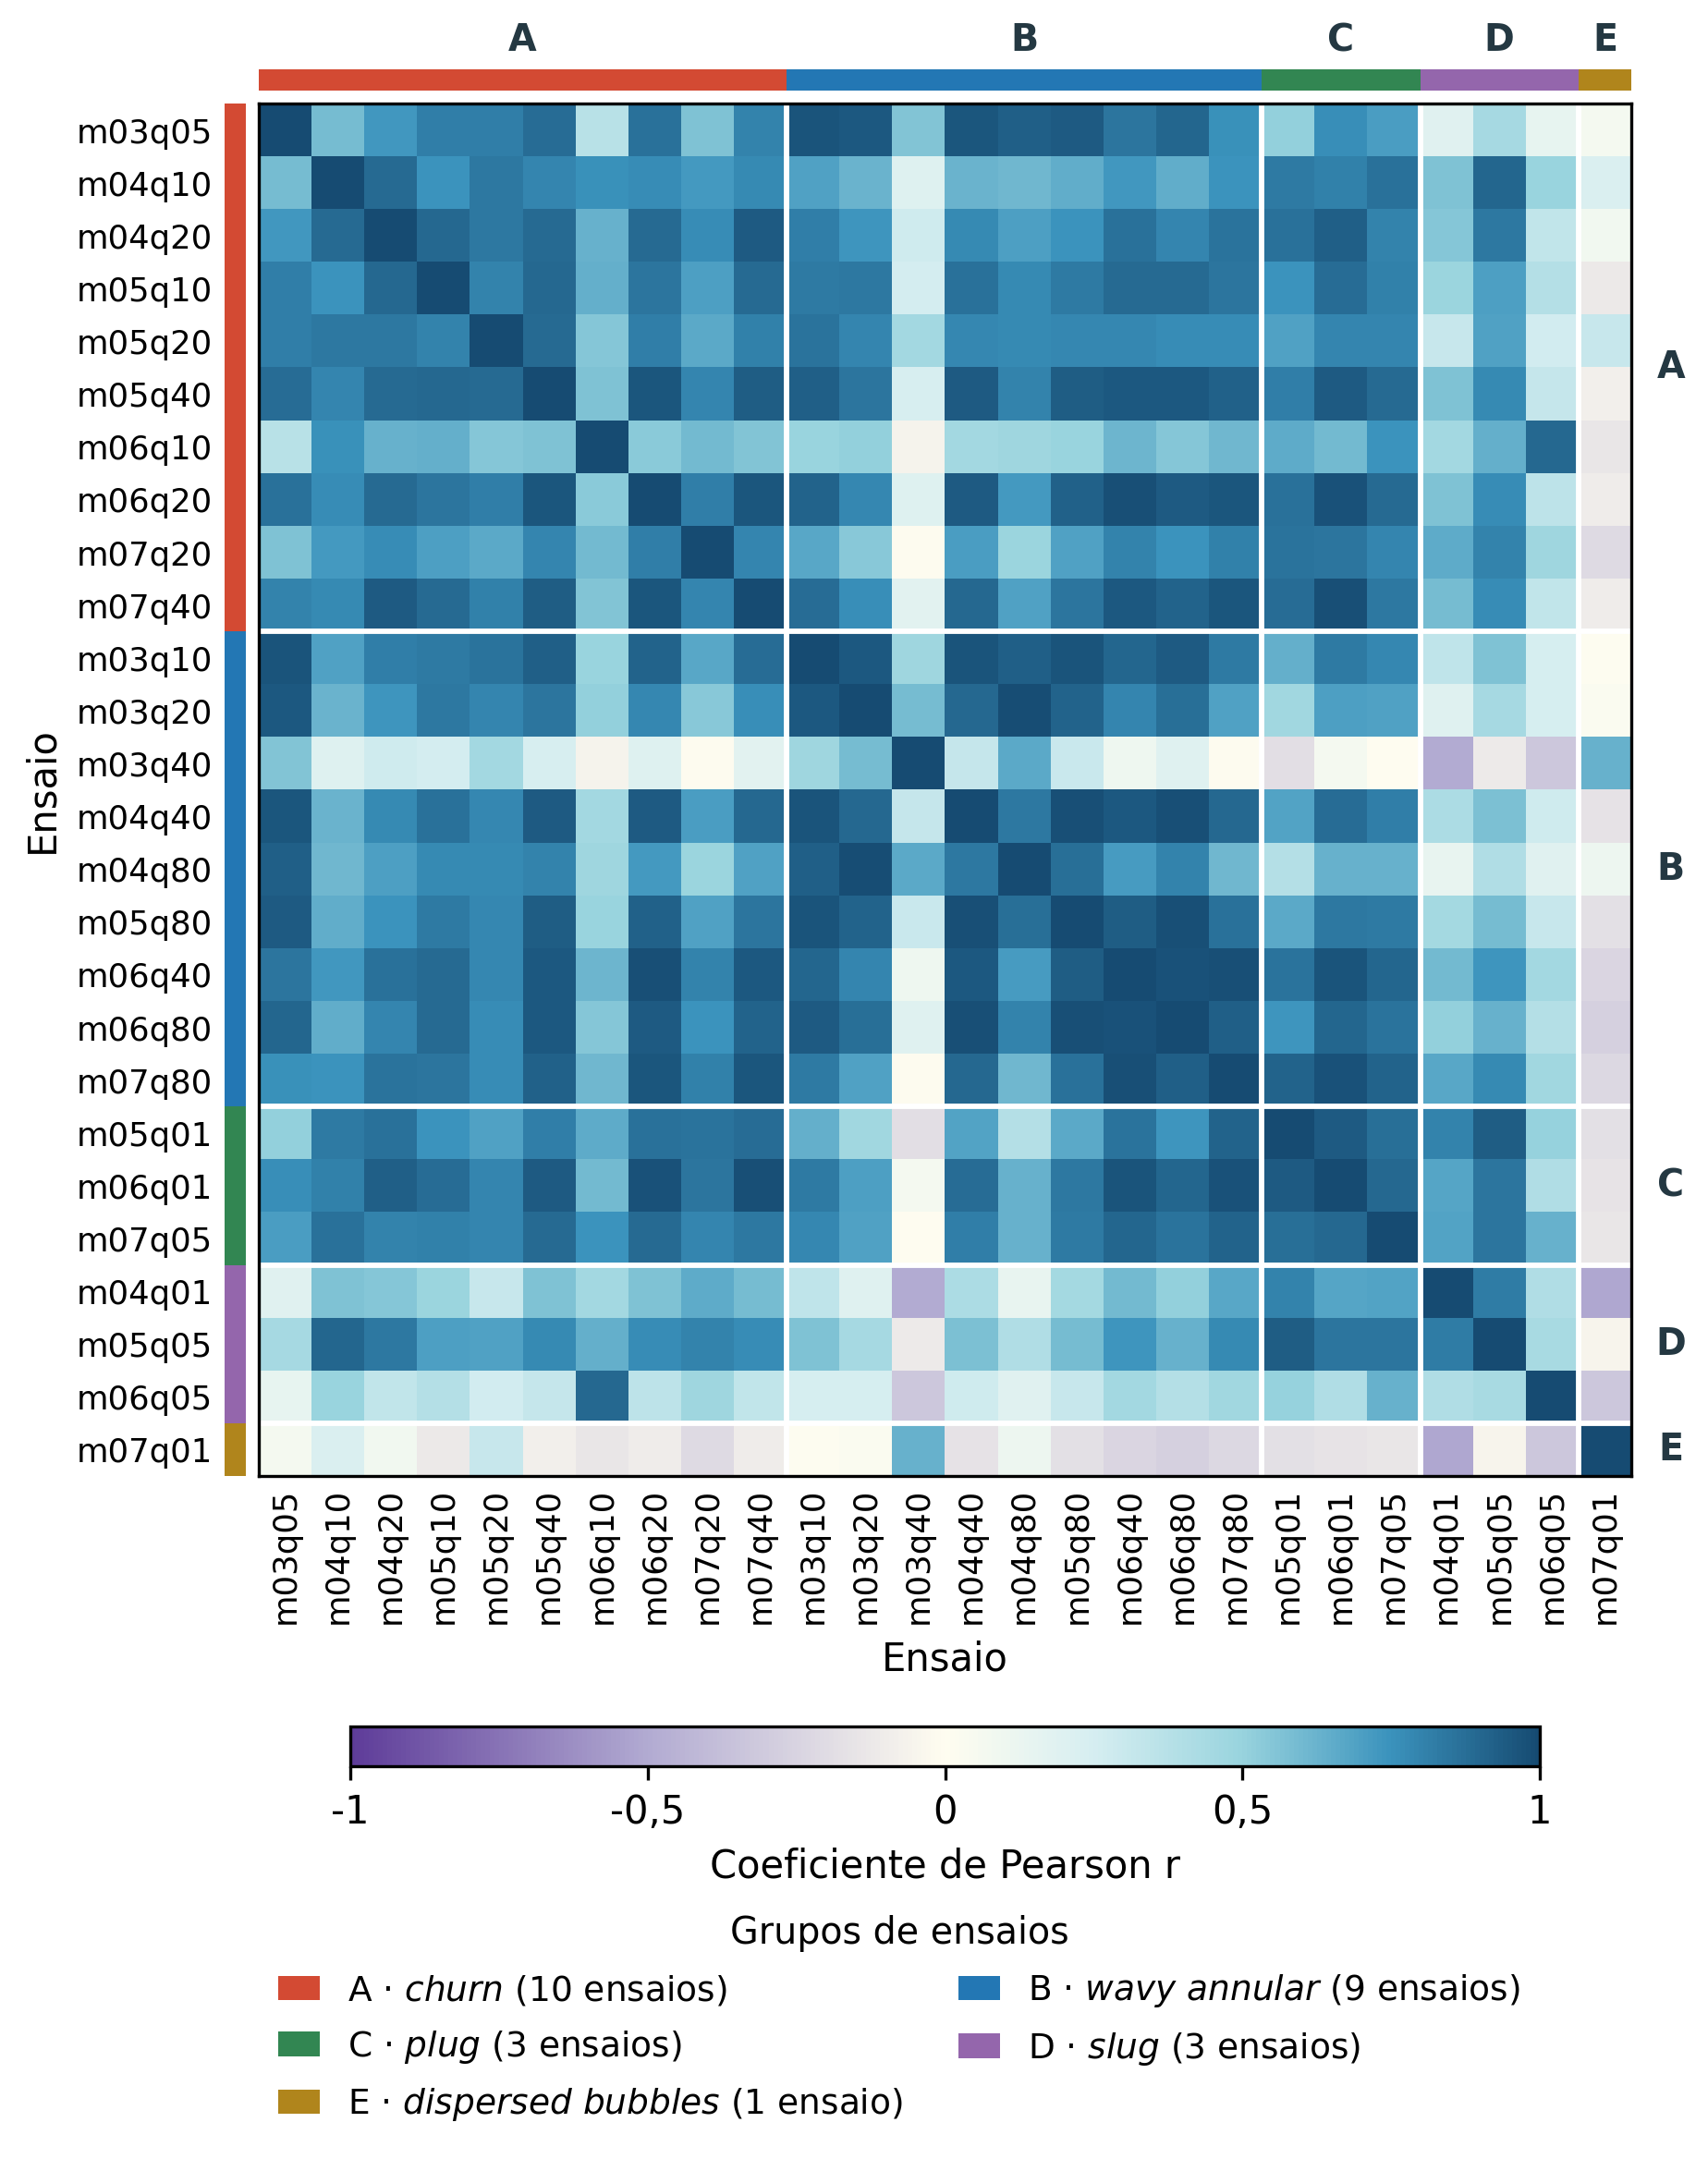 A B C D E
m03q05
m04q10
m04q20
m05q10
m05q20
A
m05q40
m06q10
m06q20
m07q20
m07q40
m03q10
m03q20
m03q40
Ensaio
m04q40
m04q80
B
m05q80
m06q40
m06q80
m07q80
m05q01
m06q01
C
m07q05
m04q01
m05q05
D
m06q05
m07q01
E
m03q05 m04q10 m04q20 m05q10 m05q20 m05q40 m06q10 m06q20 m07q20 m07q40 m03q10 m03q20 m03q40 m04q40 m04q80 m05q80 m06q40 m06q80 m07q80 m05q01 m06q01 m07q05 m04q01 m05q05 m06q05 m07q01
Ensaio
-1 -0,5 0 0,5 1
Coeficiente de Pearson r
Grupos de ensaios
A · churn (10 ensaios)
B · wavy annular (9 ensaios)
C · plug (3 ensaios)
D · slug (3 ensaios)
E · dispersed bubbles (1 ensaio)